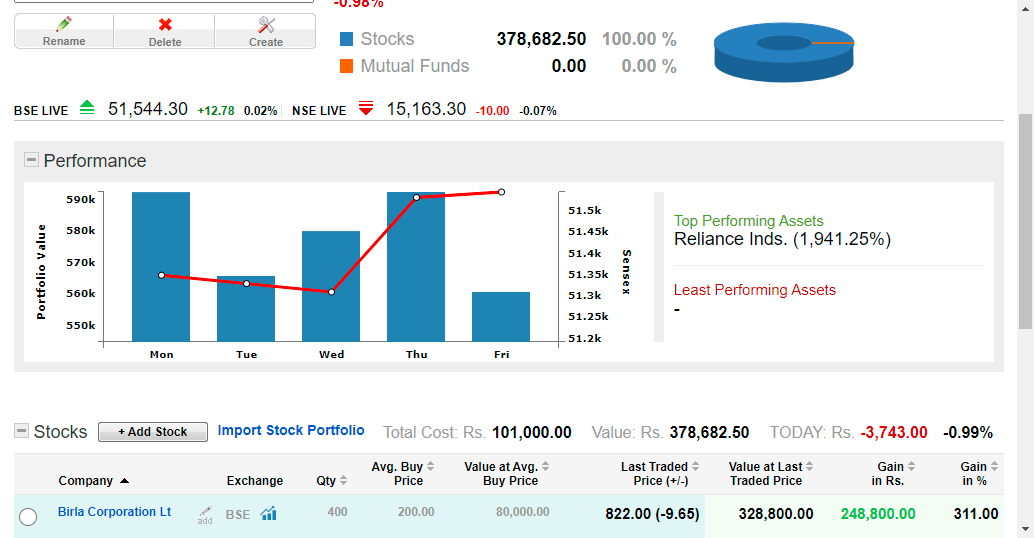 -0.98%
Rename Delete Create
Stocks 378,682.50 100.00 %
Mutual Funds 0.00 0.00 %
BSE LIVE 51,544.30 +12.78 0.02% NSE LIVE 15,163.30 -10.00 -0.07%
Performance
590k
580k
570k
560k
550k
Portfolio Value
Mon Tue Wed Thu Fri
51.5k
51.45k
51.4k
51.35k
51.3k
51.25k
51.2k
Sensex
Top Performing Assets
Reliance Inds. (1,941.25%)
Least Performing Assets
-
Stocks + Add Stock Import Stock Portfolio Total Cost: Rs. 101,000.00 Value: Rs. 378,682.50 TODAY: Rs. -3,743.00 -0.99%
Avg. Buy Value at Avg. Last Traded Value at Last Gain Gain
Company Exchange Qty Price Buy Price Price (+/-) Traded Price in Rs. in %
Birla Corporation Lt add BSE 400 200.00 80,000.00 822.00 (-9.65) 328,800.00 248,800.00 311.00